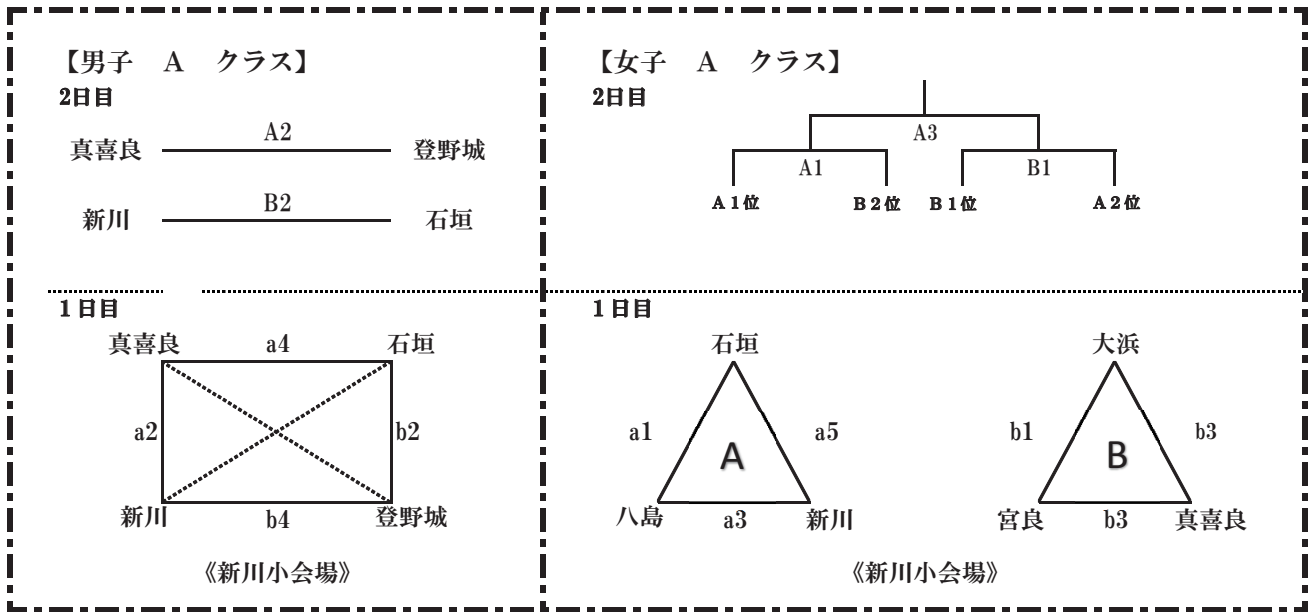 【男子　A　クラス】
2日目
A2
真喜良　登野城
B2
新川　石垣
1日目
真喜良　a4　石垣
a2　b2
新川　b4　登野城
《新川小会場》
【女子　A　クラス】
2日目
A3
A1　B1
A1位　B2位　B1位　A2位
1日目
石垣　大浜
a1　a5　b1　b3
A　B
八島　a3　新川　宮良　b3　真喜良
《新川小会場》